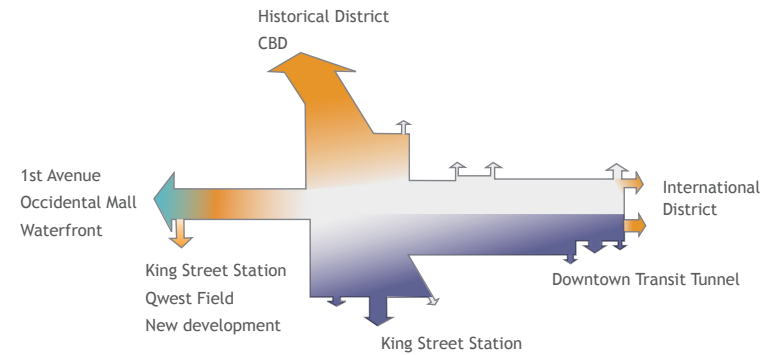 Historical District
CBD
1st Avenue
Occidental Mall
Waterfront
International
District
King Street Station
Qwest Field
New development
Downtown Transit Tunnel
King Street Station